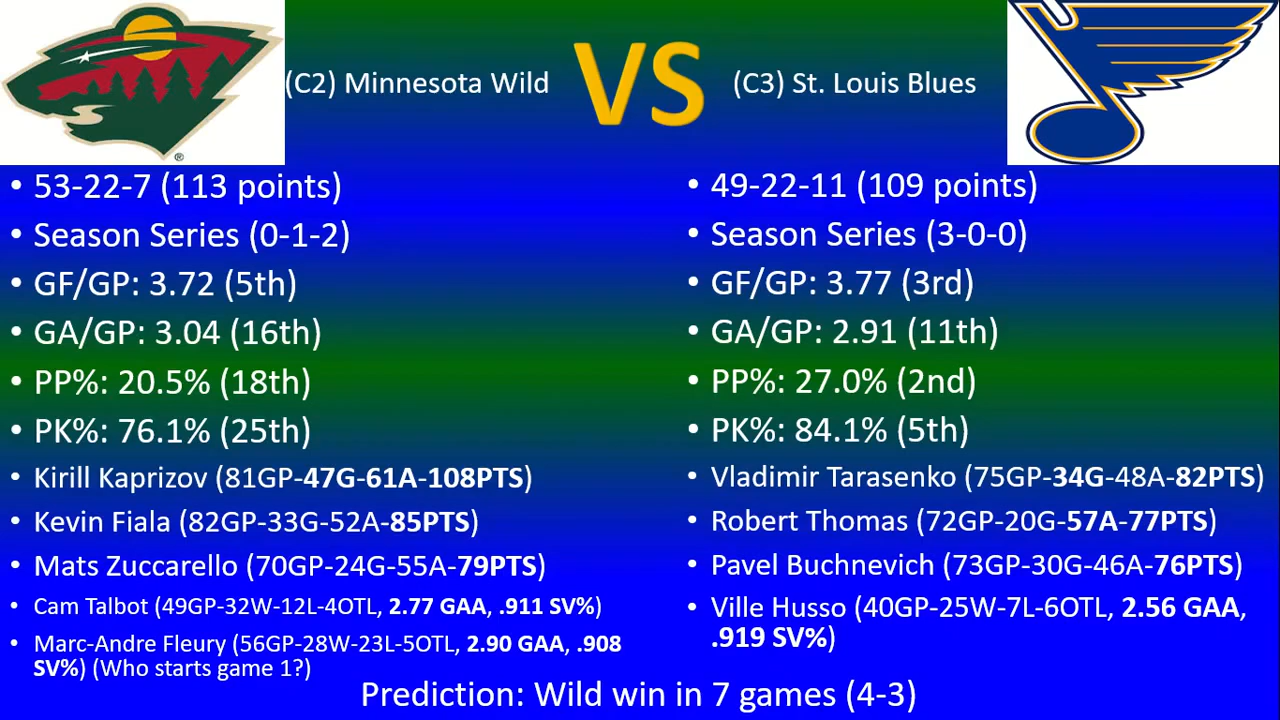 (C2) Minnesota Wild
VS
(C3) St. Louis Blues
®
• 53-22-7 (113 points)
• Season Series (0-1-2)
• GF/GP: 3.72 (5th)
• GA/GP: 3.04 (16th)
• PP%: 20.5% (18th)
• PK%: 76.1% (25th)
• Kirill Kaprizov (81GP-47G-61A-108PTS)
• Kevin Fiala (82GP-33G-52A-85PTS)
• Mats Zuccarello (70GP-24G-55A-79PTS)
• Cam Talbot (49GP-32W-12L-4OTL, 2.77 GAA, .911 SV%)
• Marc-Andre Fleury (56GP-28W-23L-5OTL, 2.90 GAA, .908
SV%) (Who starts game 1?)
• 49-22-11 (109 points)
• Season Series (3-0-0)
• GF/GP: 3.77 (3rd)
• GA/GP: 2.91 (11th)
• PP%: 27.0% (2nd)
• PK%: 84.1% (5th)
• Vladimir Tarasenko (75GP-34G-48A-82PTS)
• Robert Thomas (72GP-20G-57A-77PTS)
• Pavel Buchnevich (73GP-30G-46A-76PTS)
• Ville Husso (40GP-25W-7L-6OTL, 2.56 GAA,
.919 SV%)
Prediction: Wild win in 7 games (4-3)